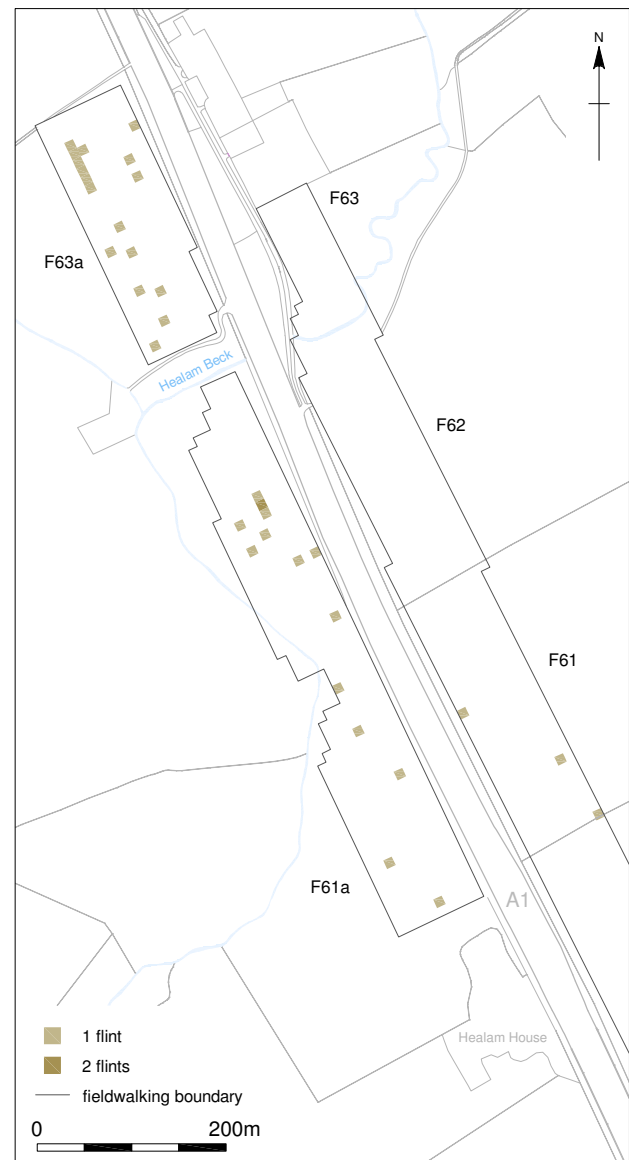 N
F63
F63a
Healam Beck
F62
F61
F61a
A1
Healam House
1 flint
2 flints
fieldwalking boundary
0 200m